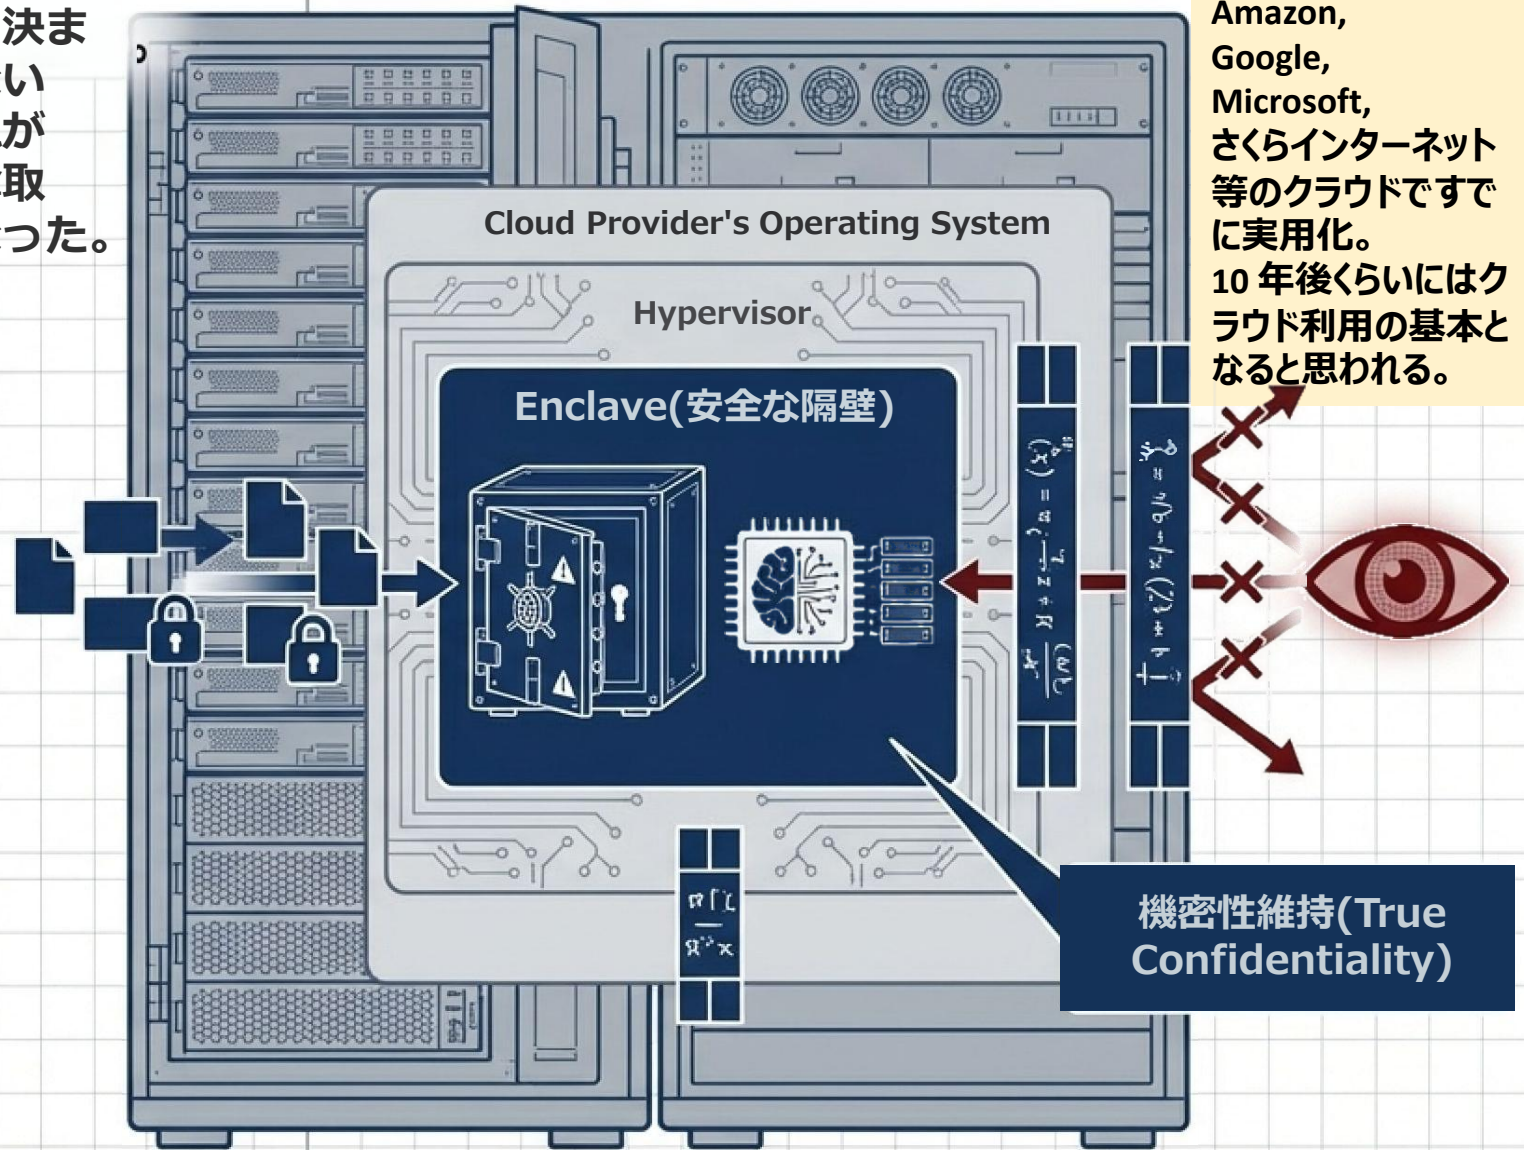 決ま
い
が
取
った。
Amazon,
Google,
Microsoft,
さくらインターネット
等のクラウドですで
に実用化。
10 年後くらいにはク
ラウド利用の基本と
なると思われる。
Cloud Provider's Operating System
Hypervisor
Enclave(安全な隔壁)
機密性維持(True
Confidentiality)